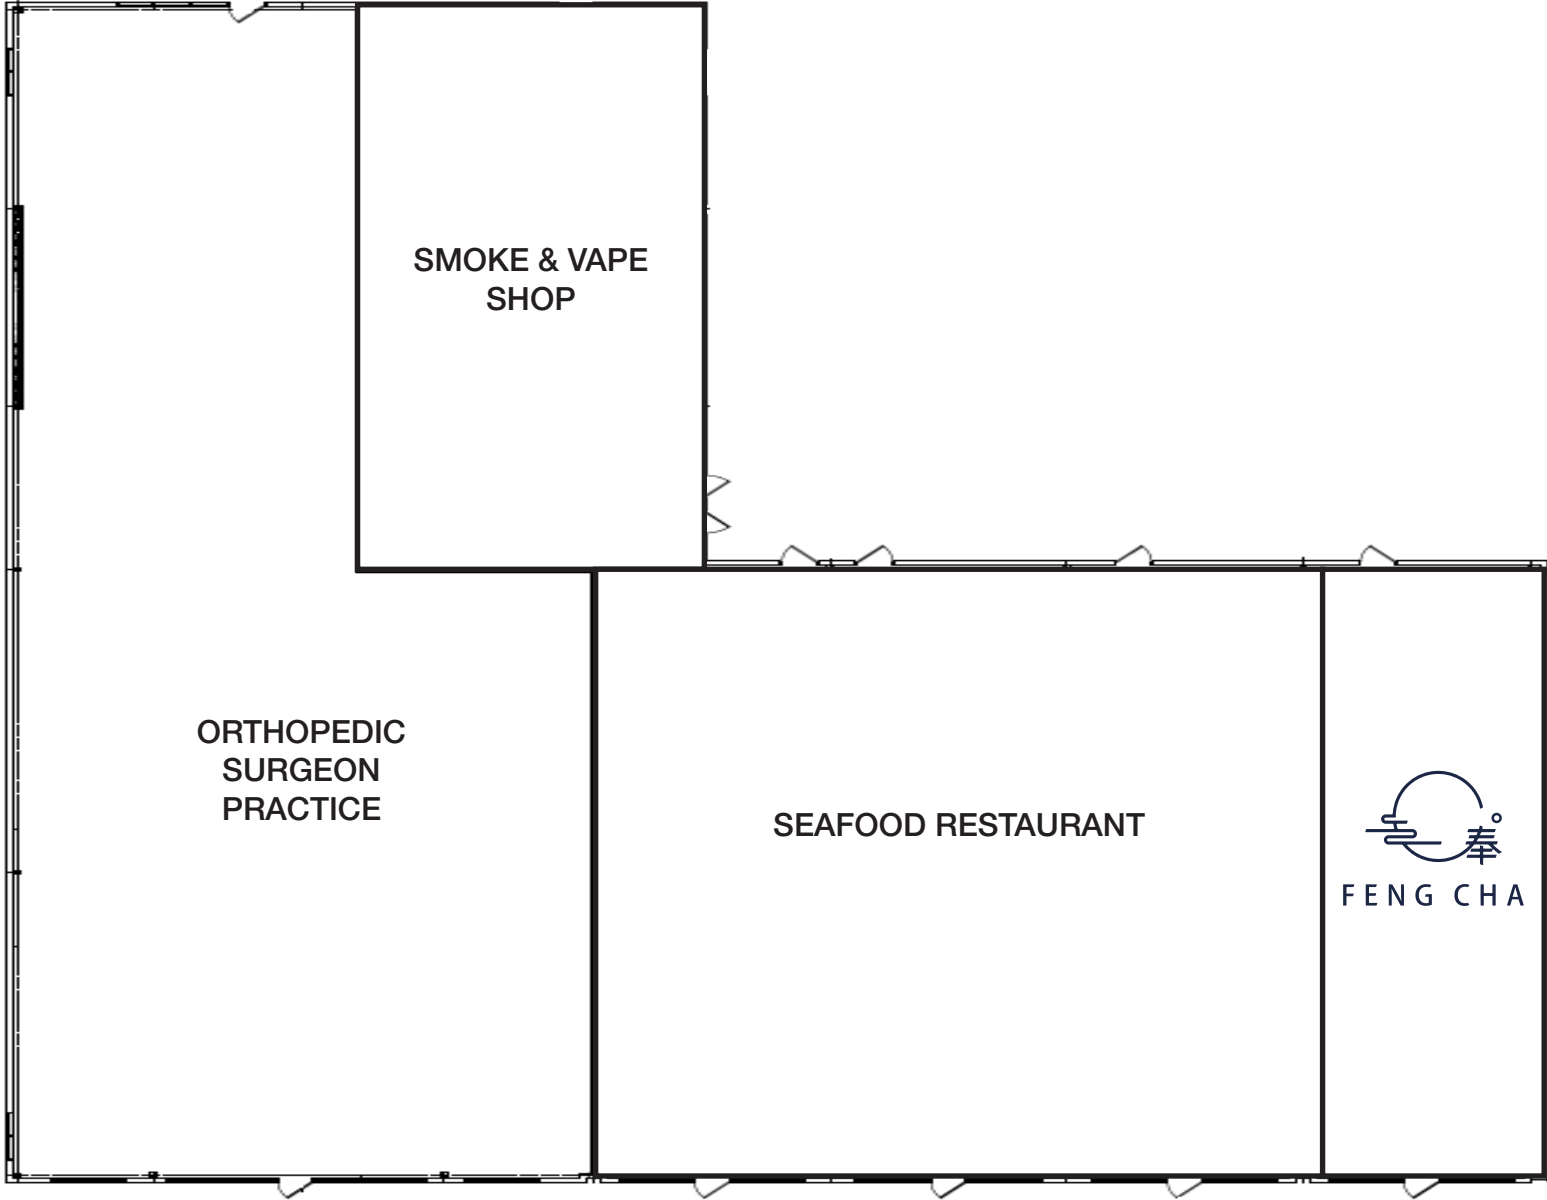 SMOKE & VAPE
SHOP
ORTHOPEDIC
SURGEON
PRACTICE
SEAFOOD RESTAURANT
奉
FENG CHA